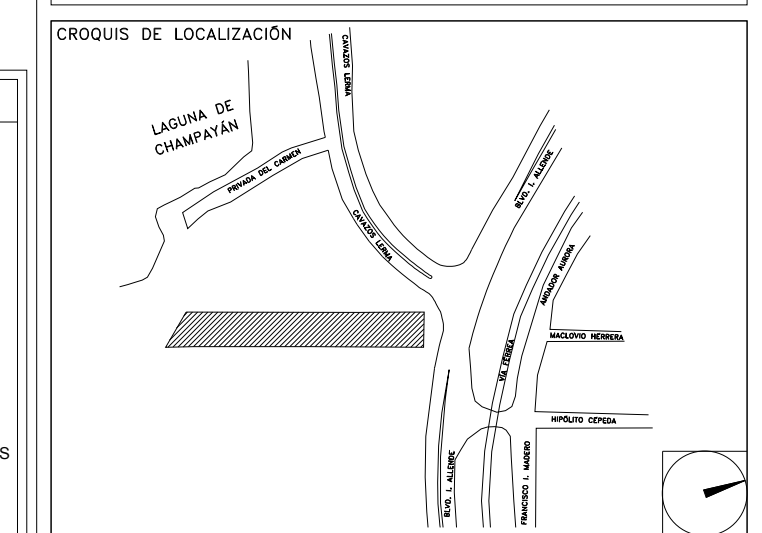 CROQUIS DE LOCALIZACIÓN
LAGUNA DE
CHAMPAYÁN
PRIVADA DEL CARMEN
CAVAZOS LERMA
CAVAZOS LERMA
BLVD. I. ALLENDE
ANDADOR AURORA
VÍA FÉRREA
MACLOVIO HERRERA
HIPÓLITO CEPEDA
BLVD. I. ALLENDE
FRANCISCO I. MADERO
S